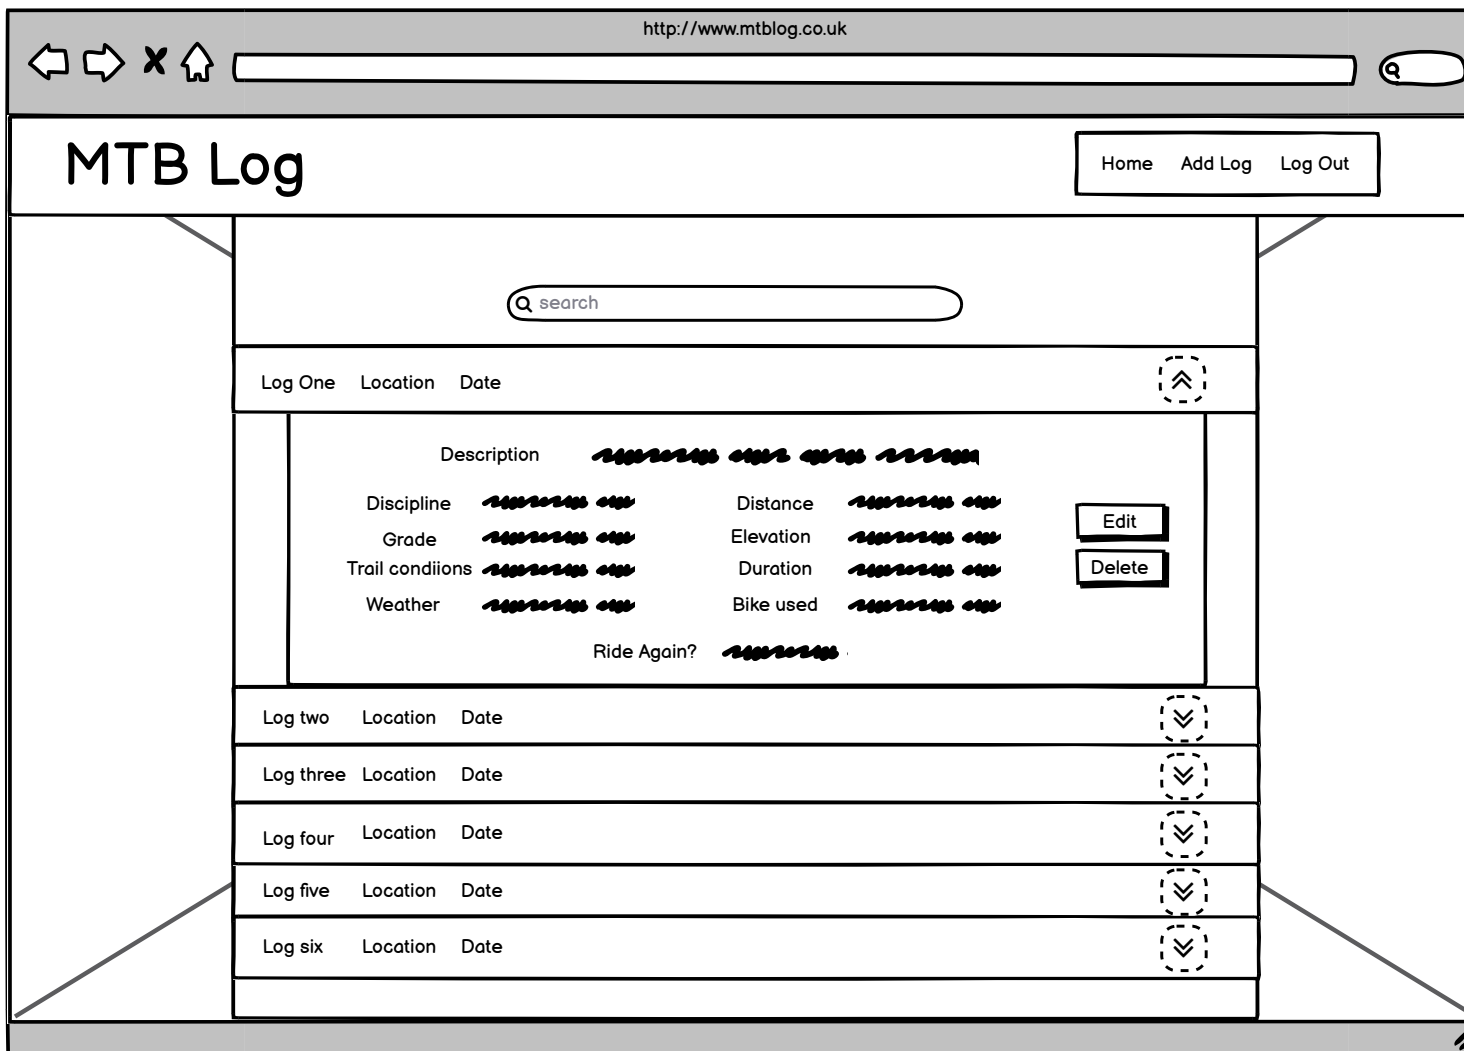 http://www.mtblog.co.uk
MTB Log
Home Add Log Log Out
search
Log One Location Date
Description
Discipline Distance
Grade Elevation
Trail condiions Duration
Weather Bike used
Edit
Delete
Ride Again?
Log two Location Date
Log three Location Date
Log four Location Date
Log five Location Date
Log six Location Date